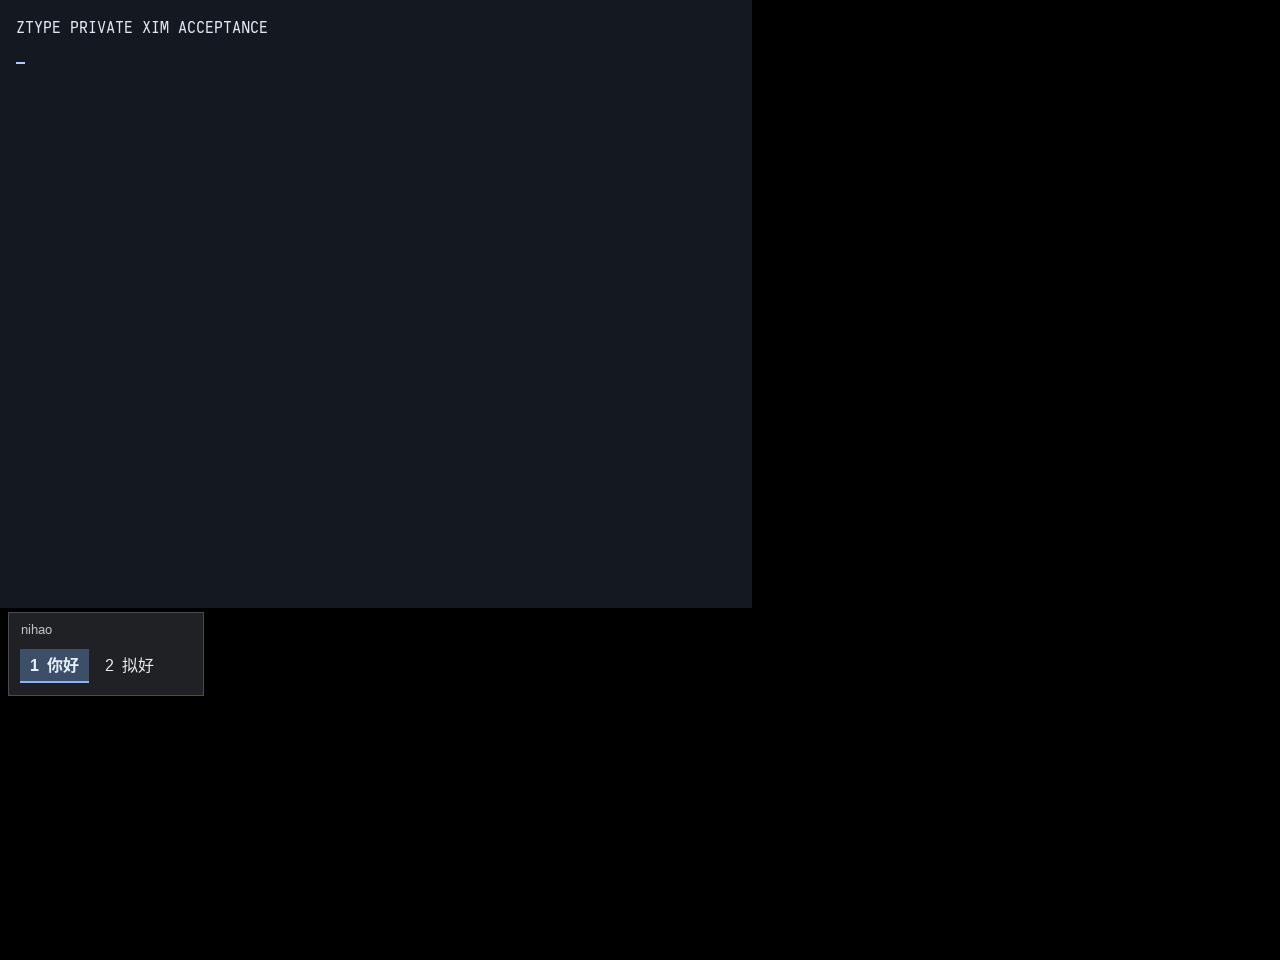 ZTYPE PRIVATE XIM ACCEPTANCE
nihao
1 你好 2 拟好